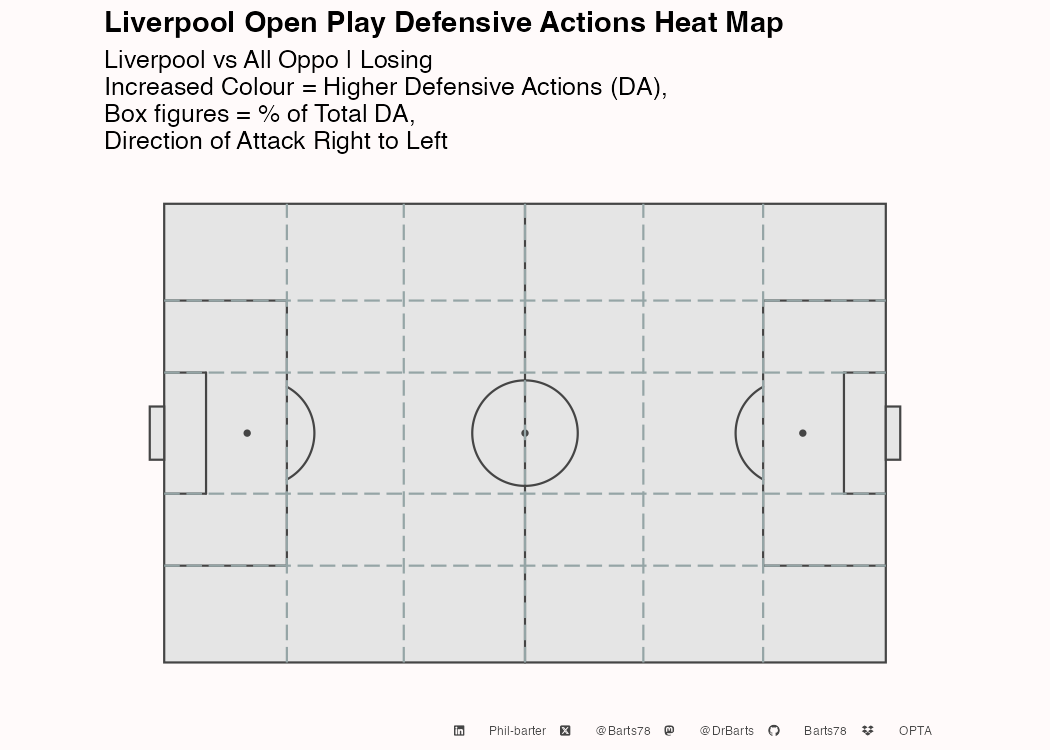 Liverpool Open Play Defensive Actions Heat Map
Liverpool vs All Oppo | Losing
Increased Colour = Higher Defensive Actions (DA),
Box figures = % of Total DA,
Direction of Attack Right to Left
Phil-barter @Barts78 @DrBarts Barts78 OPTA